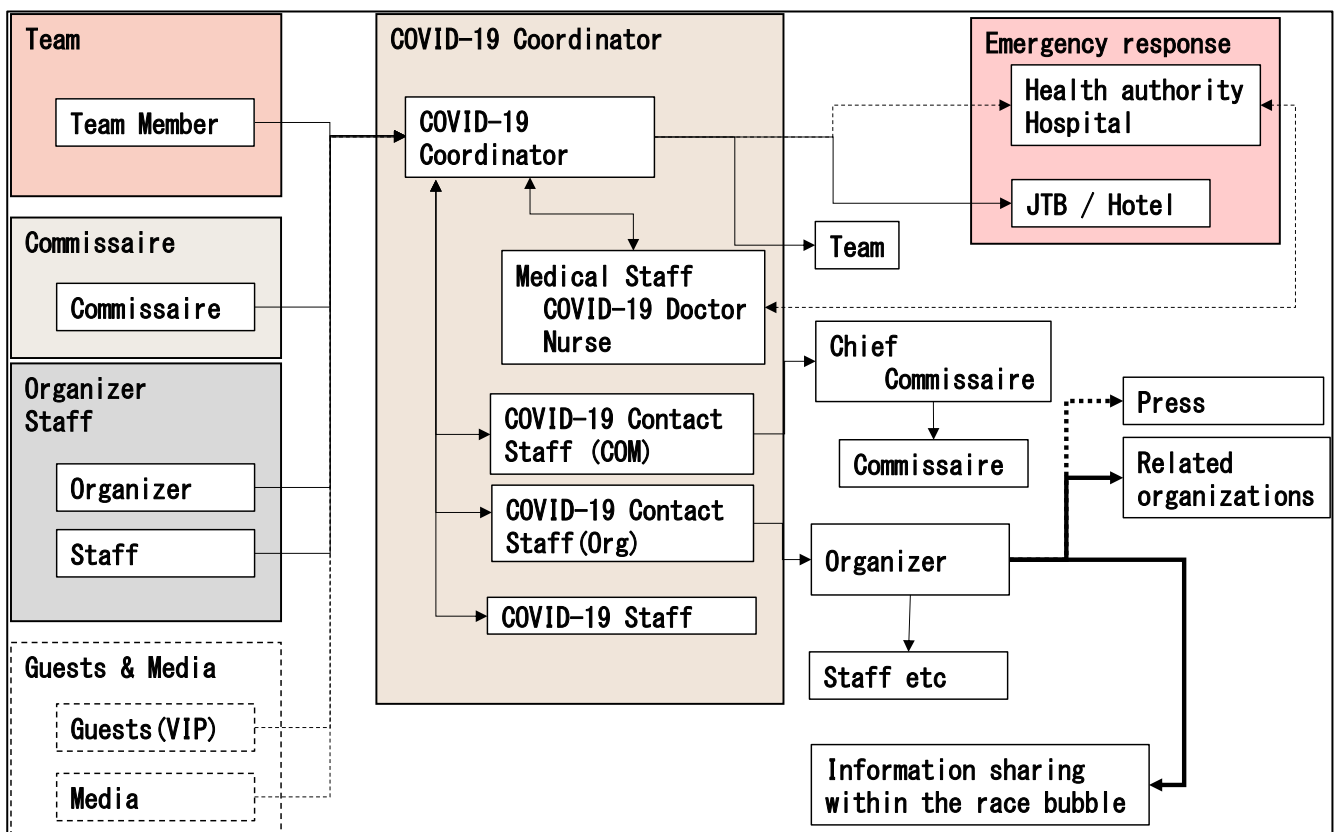 Team
Team Member
Commissaire
Commissaire
Organizer
Staff
Organizer
Staff
Guests & Media
Guests(VIP)
Media
COVID-19 Coordinator
COVID-19
Coordinator
Medical Staff
COVID-19 Doctor
Nurse
COVID-19 Contact
Staff (COM)
COVID-19 Contact
Staff(Org)
COVID-19 Staff
Emergency response
Health authority
Hospital
JTB / Hotel
Team
Chief
Commissaire
Commissaire
Organizer
Staff etc
Press
Related
organizations
Information sharing
within the race bubble